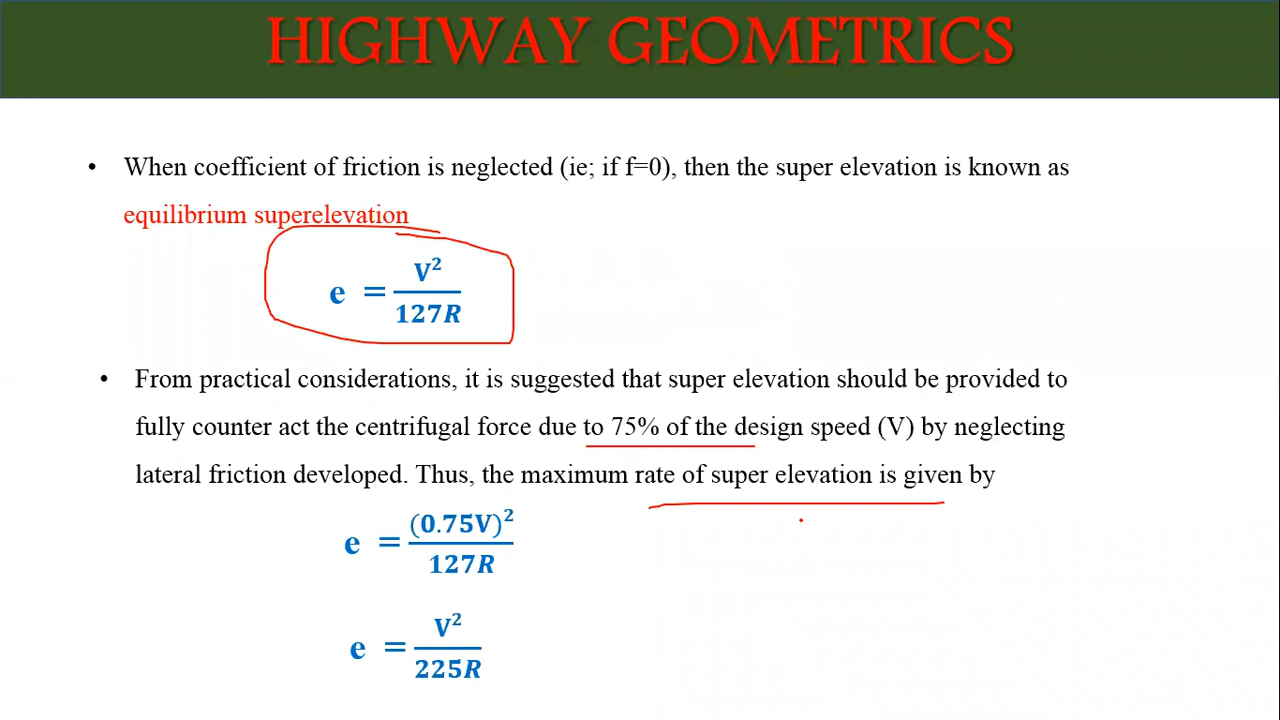 HIGHWAY GEOMETRICS
• When coefficient of friction is neglected (ie; if f=0), then the super elevation is known as
equilibrium superelevation
e = V²/127R
• From practical considerations, it is suggested that super elevation should be provided to
fully counter act the centrifugal force due to 75% of the design speed (V) by neglecting
lateral friction developed. Thus, the maximum rate of super elevation is given by
e = (0.75V)²/127R
e = V²/225R